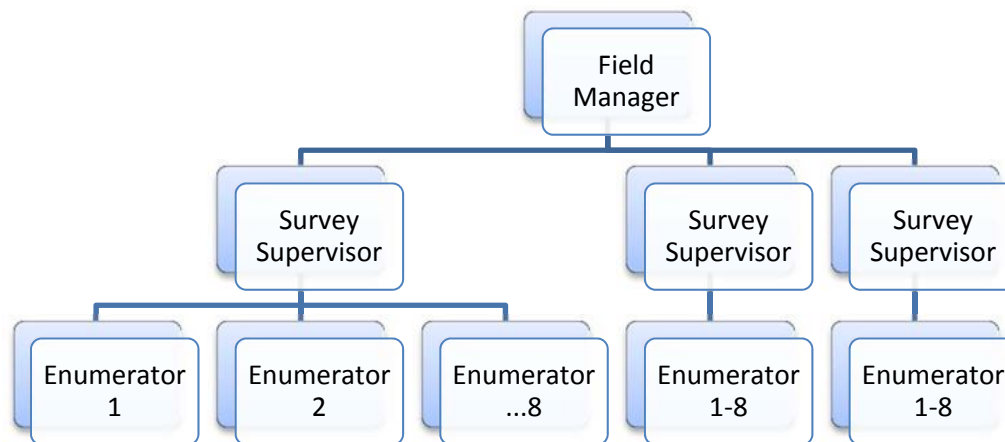 Field
Manager
Survey
Supervisor
Survey
Supervisor
Survey
Supervisor
Enumerator
1
Enumerator
2
Enumerator
...8
Enumerator
1-8
Enumerator
1-8